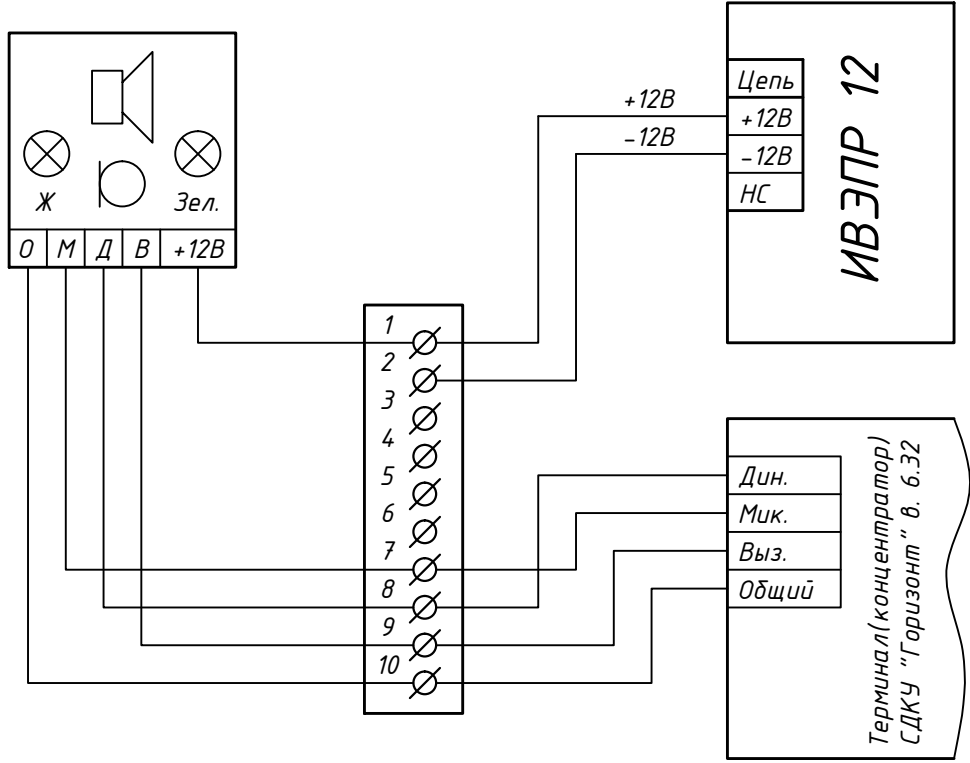 Ж
Зел.
О М Д В +12В
1
2
3
4
5
6
7
8
9
10
+12В
-12В
Цепь
+12В
-12В
НС
ИВЭПР 12
Дин.
Мик.
Выз.
Общий
Терминал(концентратор)
СДКУ "Горизонт" в. 6.32